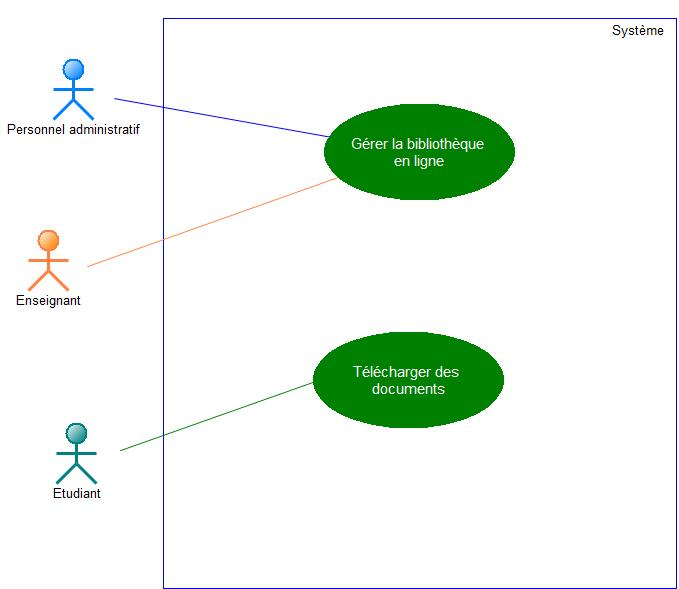 Système
Personnel administratif
Gérer la bibliothèque
en ligne
Enseignant
Télécharger des
documents
Etudiant